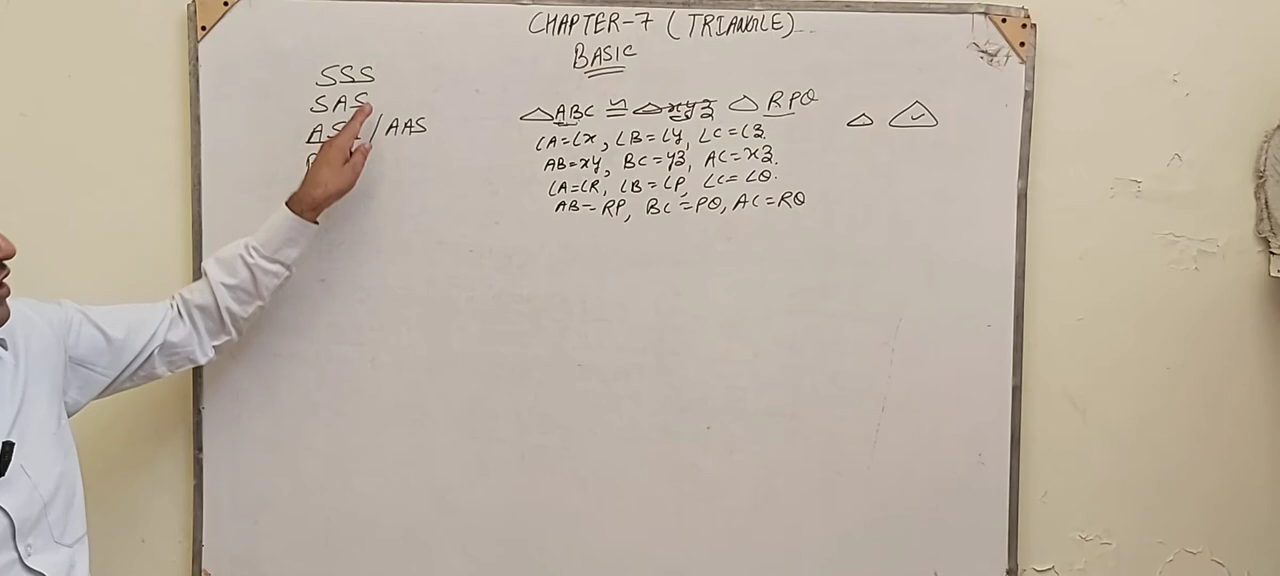 CHAPTER-7 (TRIANGLE)
BASIC
SSS
SAS
/ AAS
△ABC ≅ △xyz △RPQ
∠A=∠x, ∠B=∠y, ∠C=∠z.
AB=xy, BC=yz, AC=xz.
∠A=∠R, ∠B=∠P, ∠C=∠Q.
AB=RP, BC=PQ, AC=RQ